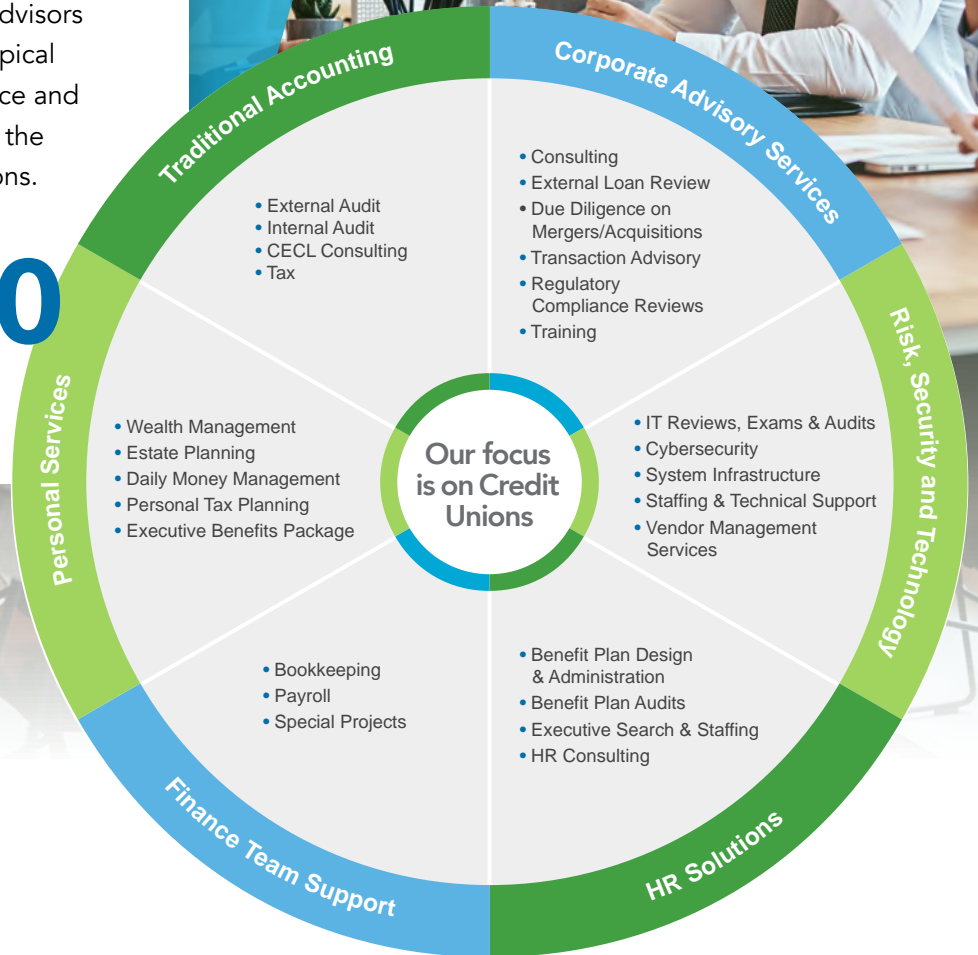 dvisors
pical
ce and
the
ons.
0
Traditional Accounting
• External Audit
• Internal Audit
• CECL Consulting
• Tax
Corporate Advisory Services
• Consulting
• External Loan Review
• Due Diligence on
Mergers/Acquisitions
• Transaction Advisory
• Regulatory
Compliance Reviews
• Training
Personal Services
• Wealth Management
• Estate Planning
• Daily Money Management
• Personal Tax Planning
• Executive Benefits Package
Our focus
is on Credit
Unions
Risk, Security and Technology
• IT Reviews, Exams & Audits
• Cybersecurity
• System Infrastructure
• Staffing & Technical Support
• Vendor Management
Services
Finance Team Support
• Bookkeeping
• Payroll
• Special Projects
HR Solutions
• Benefit Plan Design
& Administration
• Benefit Plan Audits
• Executive Search & Staffing
• HR Consulting